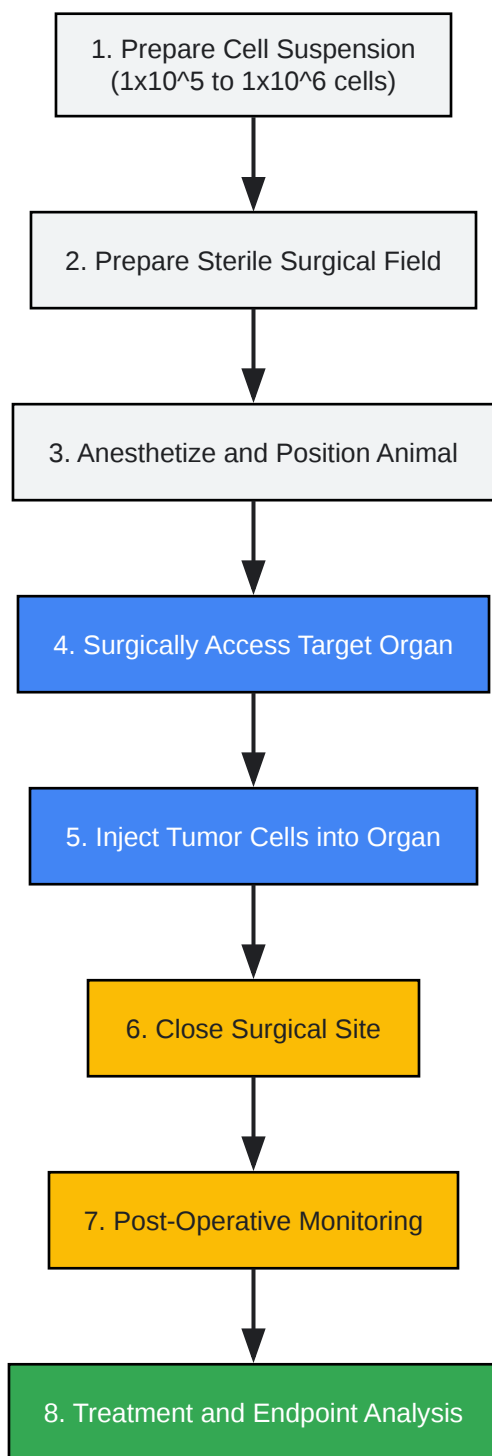 1. Prepare Cell Suspension
(1x10^5 to 1x10^6 cells)
2. Prepare Sterile Surgical Field
3. Anesthetize and Position Animal
4. Surgically Access Target Organ
5. Inject Tumor Cells into Organ
6. Close Surgical Site
7. Post-Operative Monitoring
8. Treatment and Endpoint Analysis